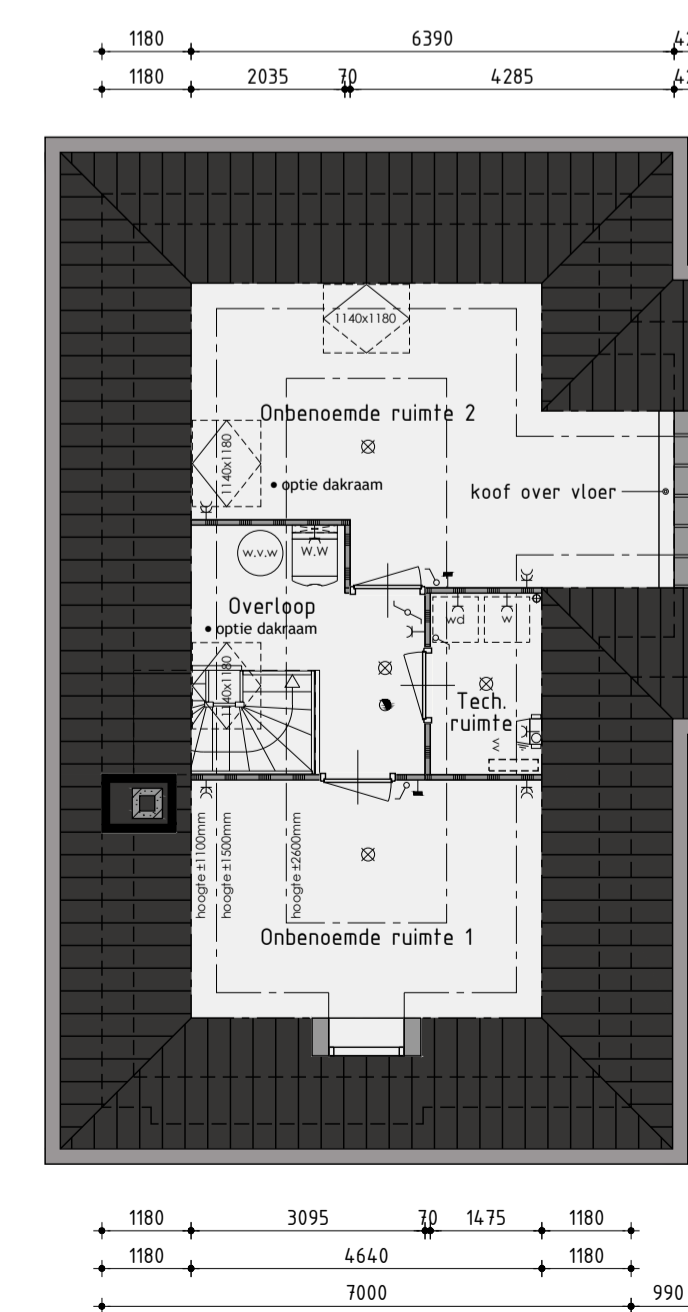 1180 6390
1180 2035 70 4285
1140x1180
Onbenoemde ruimte 2
1140x1180
• optie dakraam
koof over vloer
w.v.w
w.w
Overloop
• optie dakraam
wd
w
1140x1180
Tech.
ruimte
hoogte ±1100mm
hoogte ±1500mm
hoogte ±2600mm
Onbenoemde ruimte 1
1180 3095 70 1475 1180
1180 4640 1180
7000 990